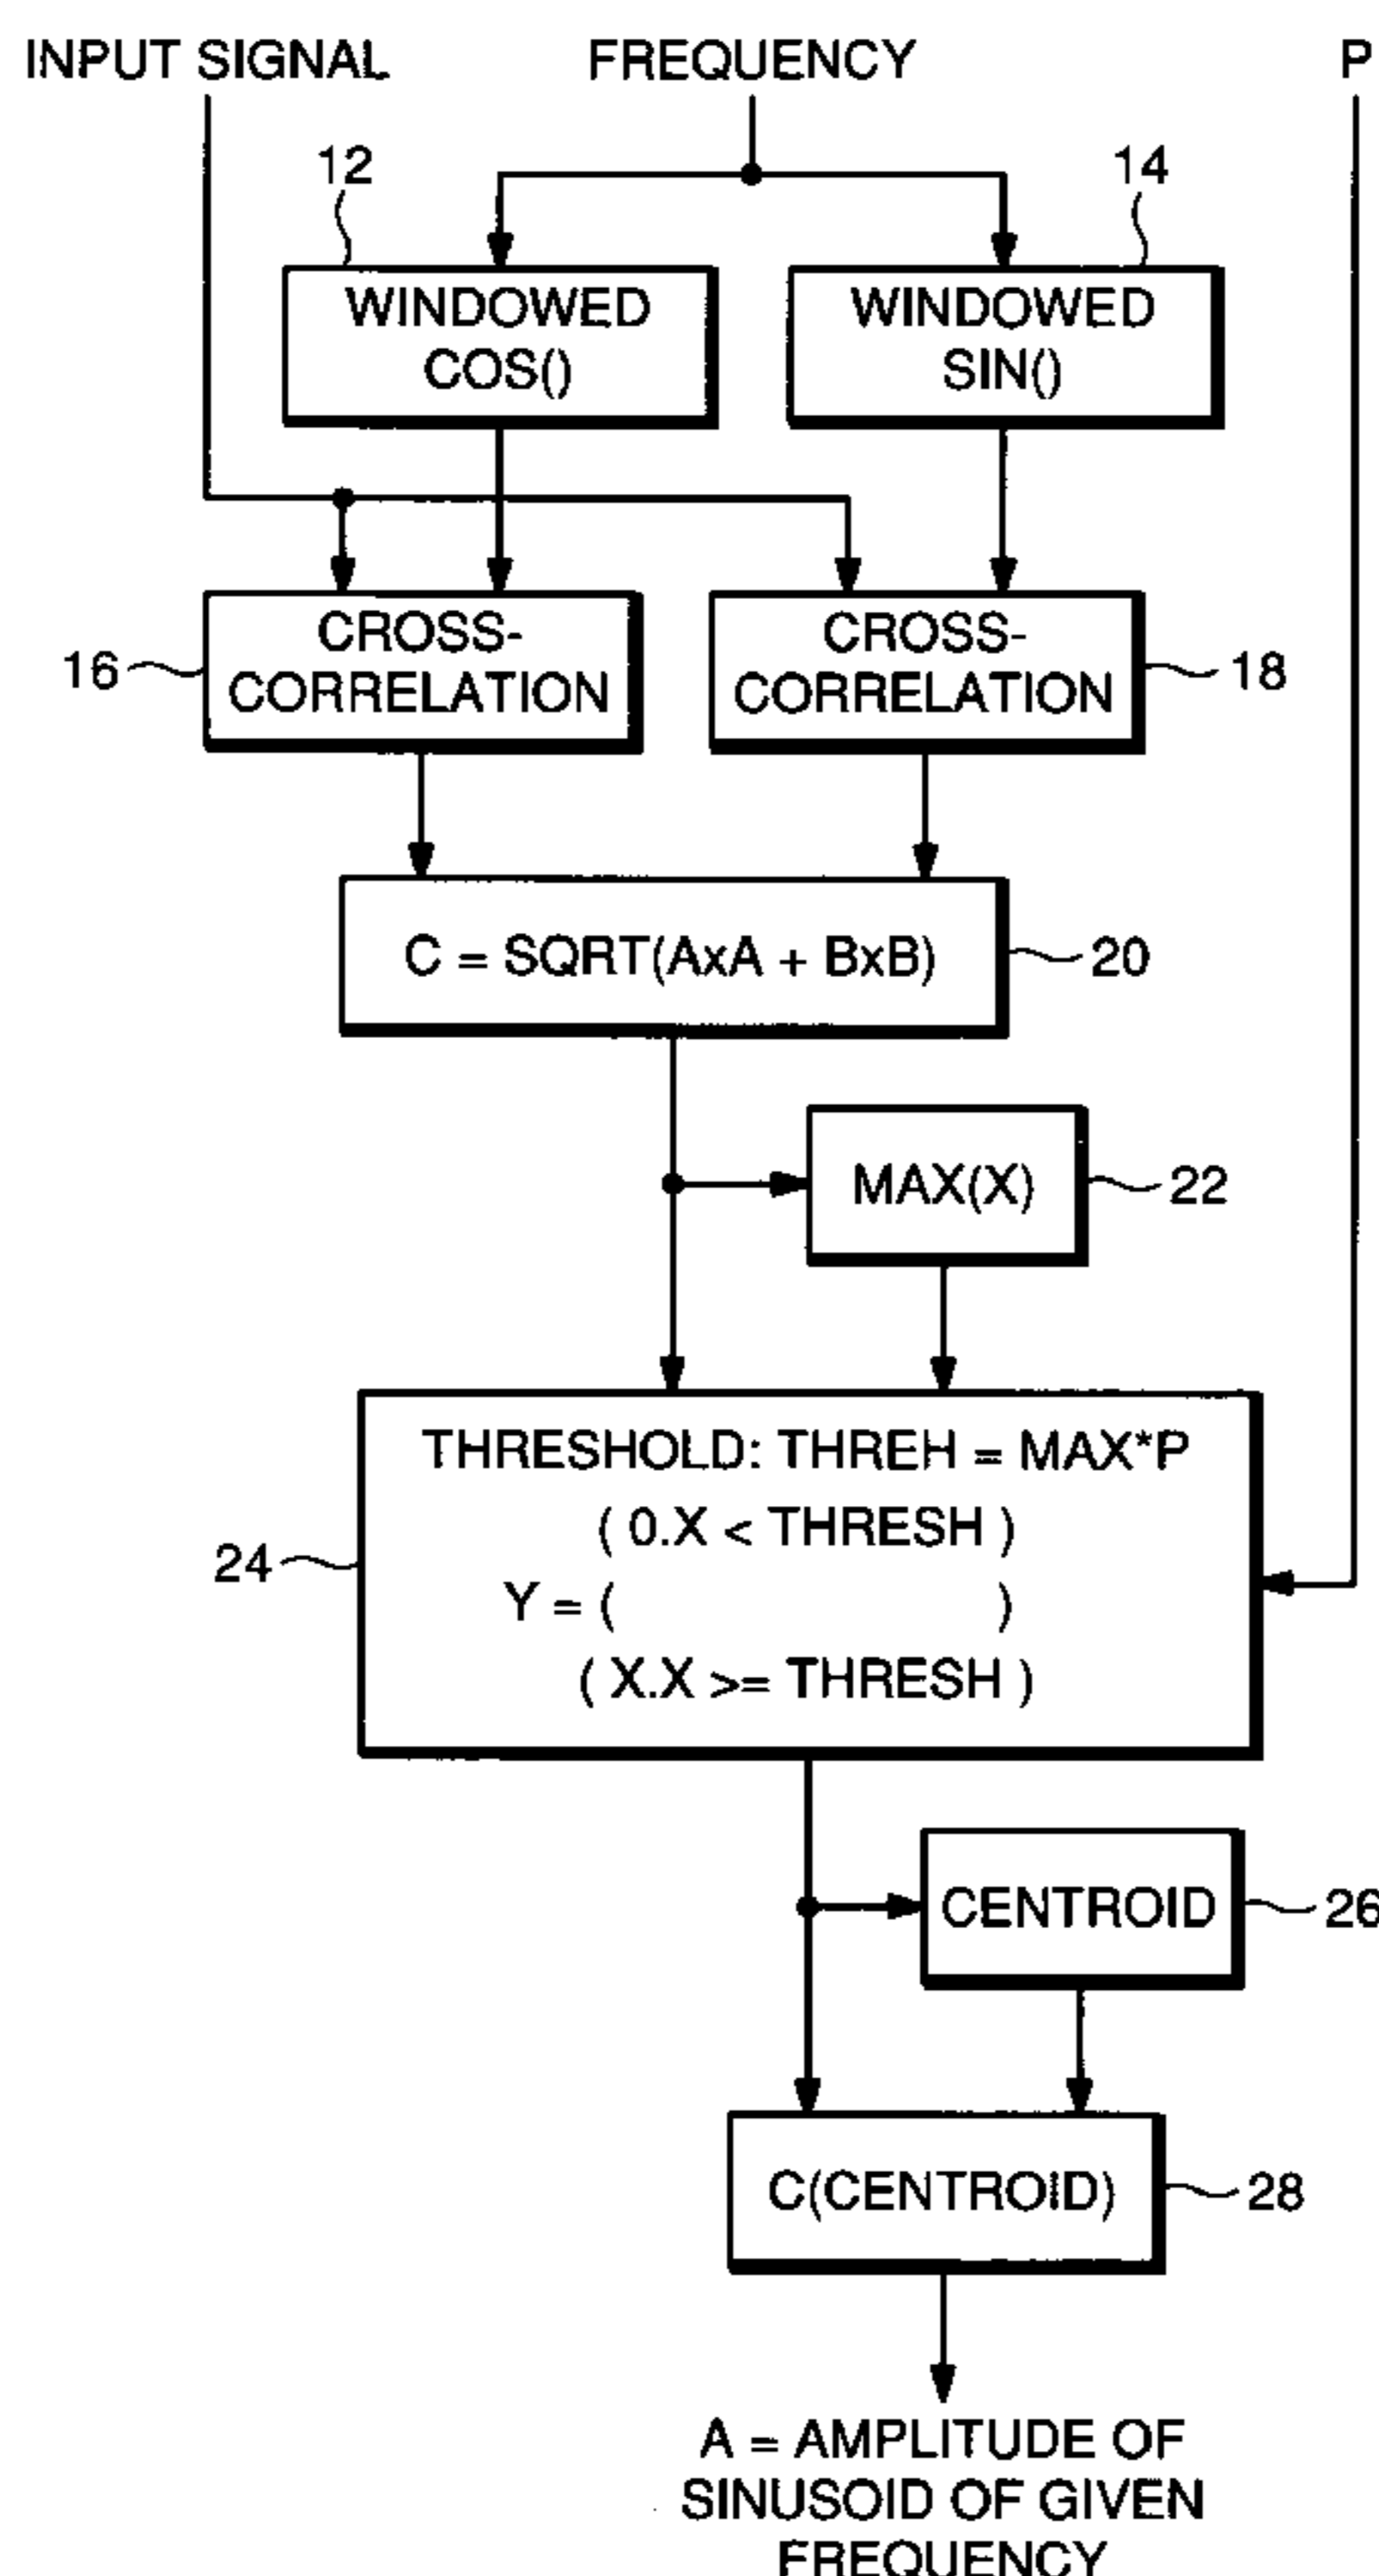 INPUT SIGNAL
FREQUENCY
P
12
14
WINDOWED
COS()
WINDOWED
SIN()
CROSS-
CORRELATION
16
CROSS-
CORRELATION
18
C = SQRT(AxA + BxB)
20
MAX(X)
22
THRESHOLD: THREH = MAX*P
( 0.X < THRESH )
Y = ( )
( X.X >= THRESH )
24
CENTROID
26
C(CENTROID)
28
A = AMPLITUDE OF
SINUSOID OF GIVEN
FREQUENCY